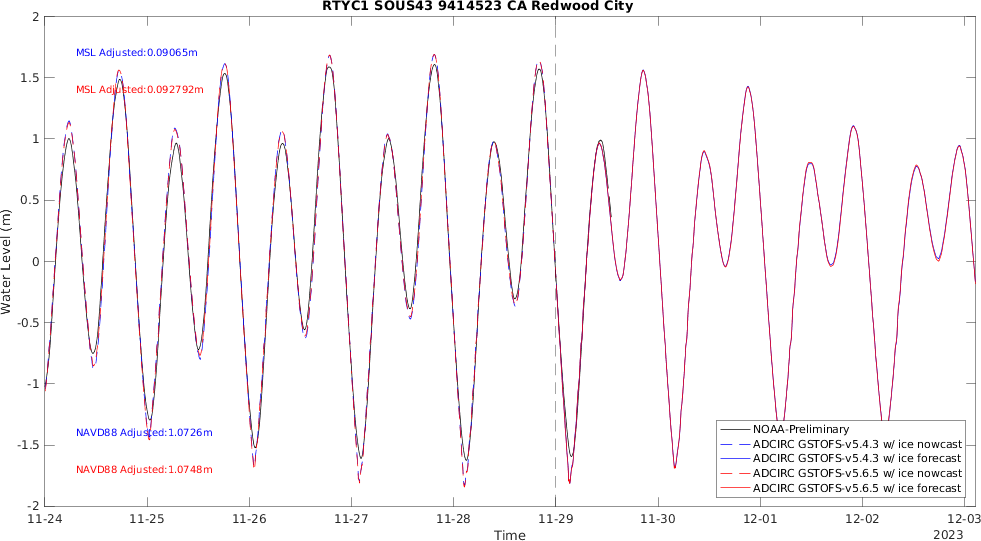 RTYC1 SOUS43 9414523 CA Redwood City
2
1.5
1
0.5
0
-0.5
-1
-1.5
-2
Water Level (m)
MSL Adjusted:0.09065m
MSL Adjusted:0.092792m
NAVD88 Adjusted:1.0726m
NAVD88 Adjusted:1.0748m
NOAA-Preliminary
ADCIRC GSTOFS-v5.4.3 w/ ice nowcast
ADCIRC GSTOFS-v5.4.3 w/ ice forecast
ADCIRC GSTOFS-v5.6.5 w/ ice nowcast
ADCIRC GSTOFS-v5.6.5 w/ ice forecast
11-24 11-25 11-26 11-27 11-28 11-29 11-30 12-01 12-02 12-03
Time
2023